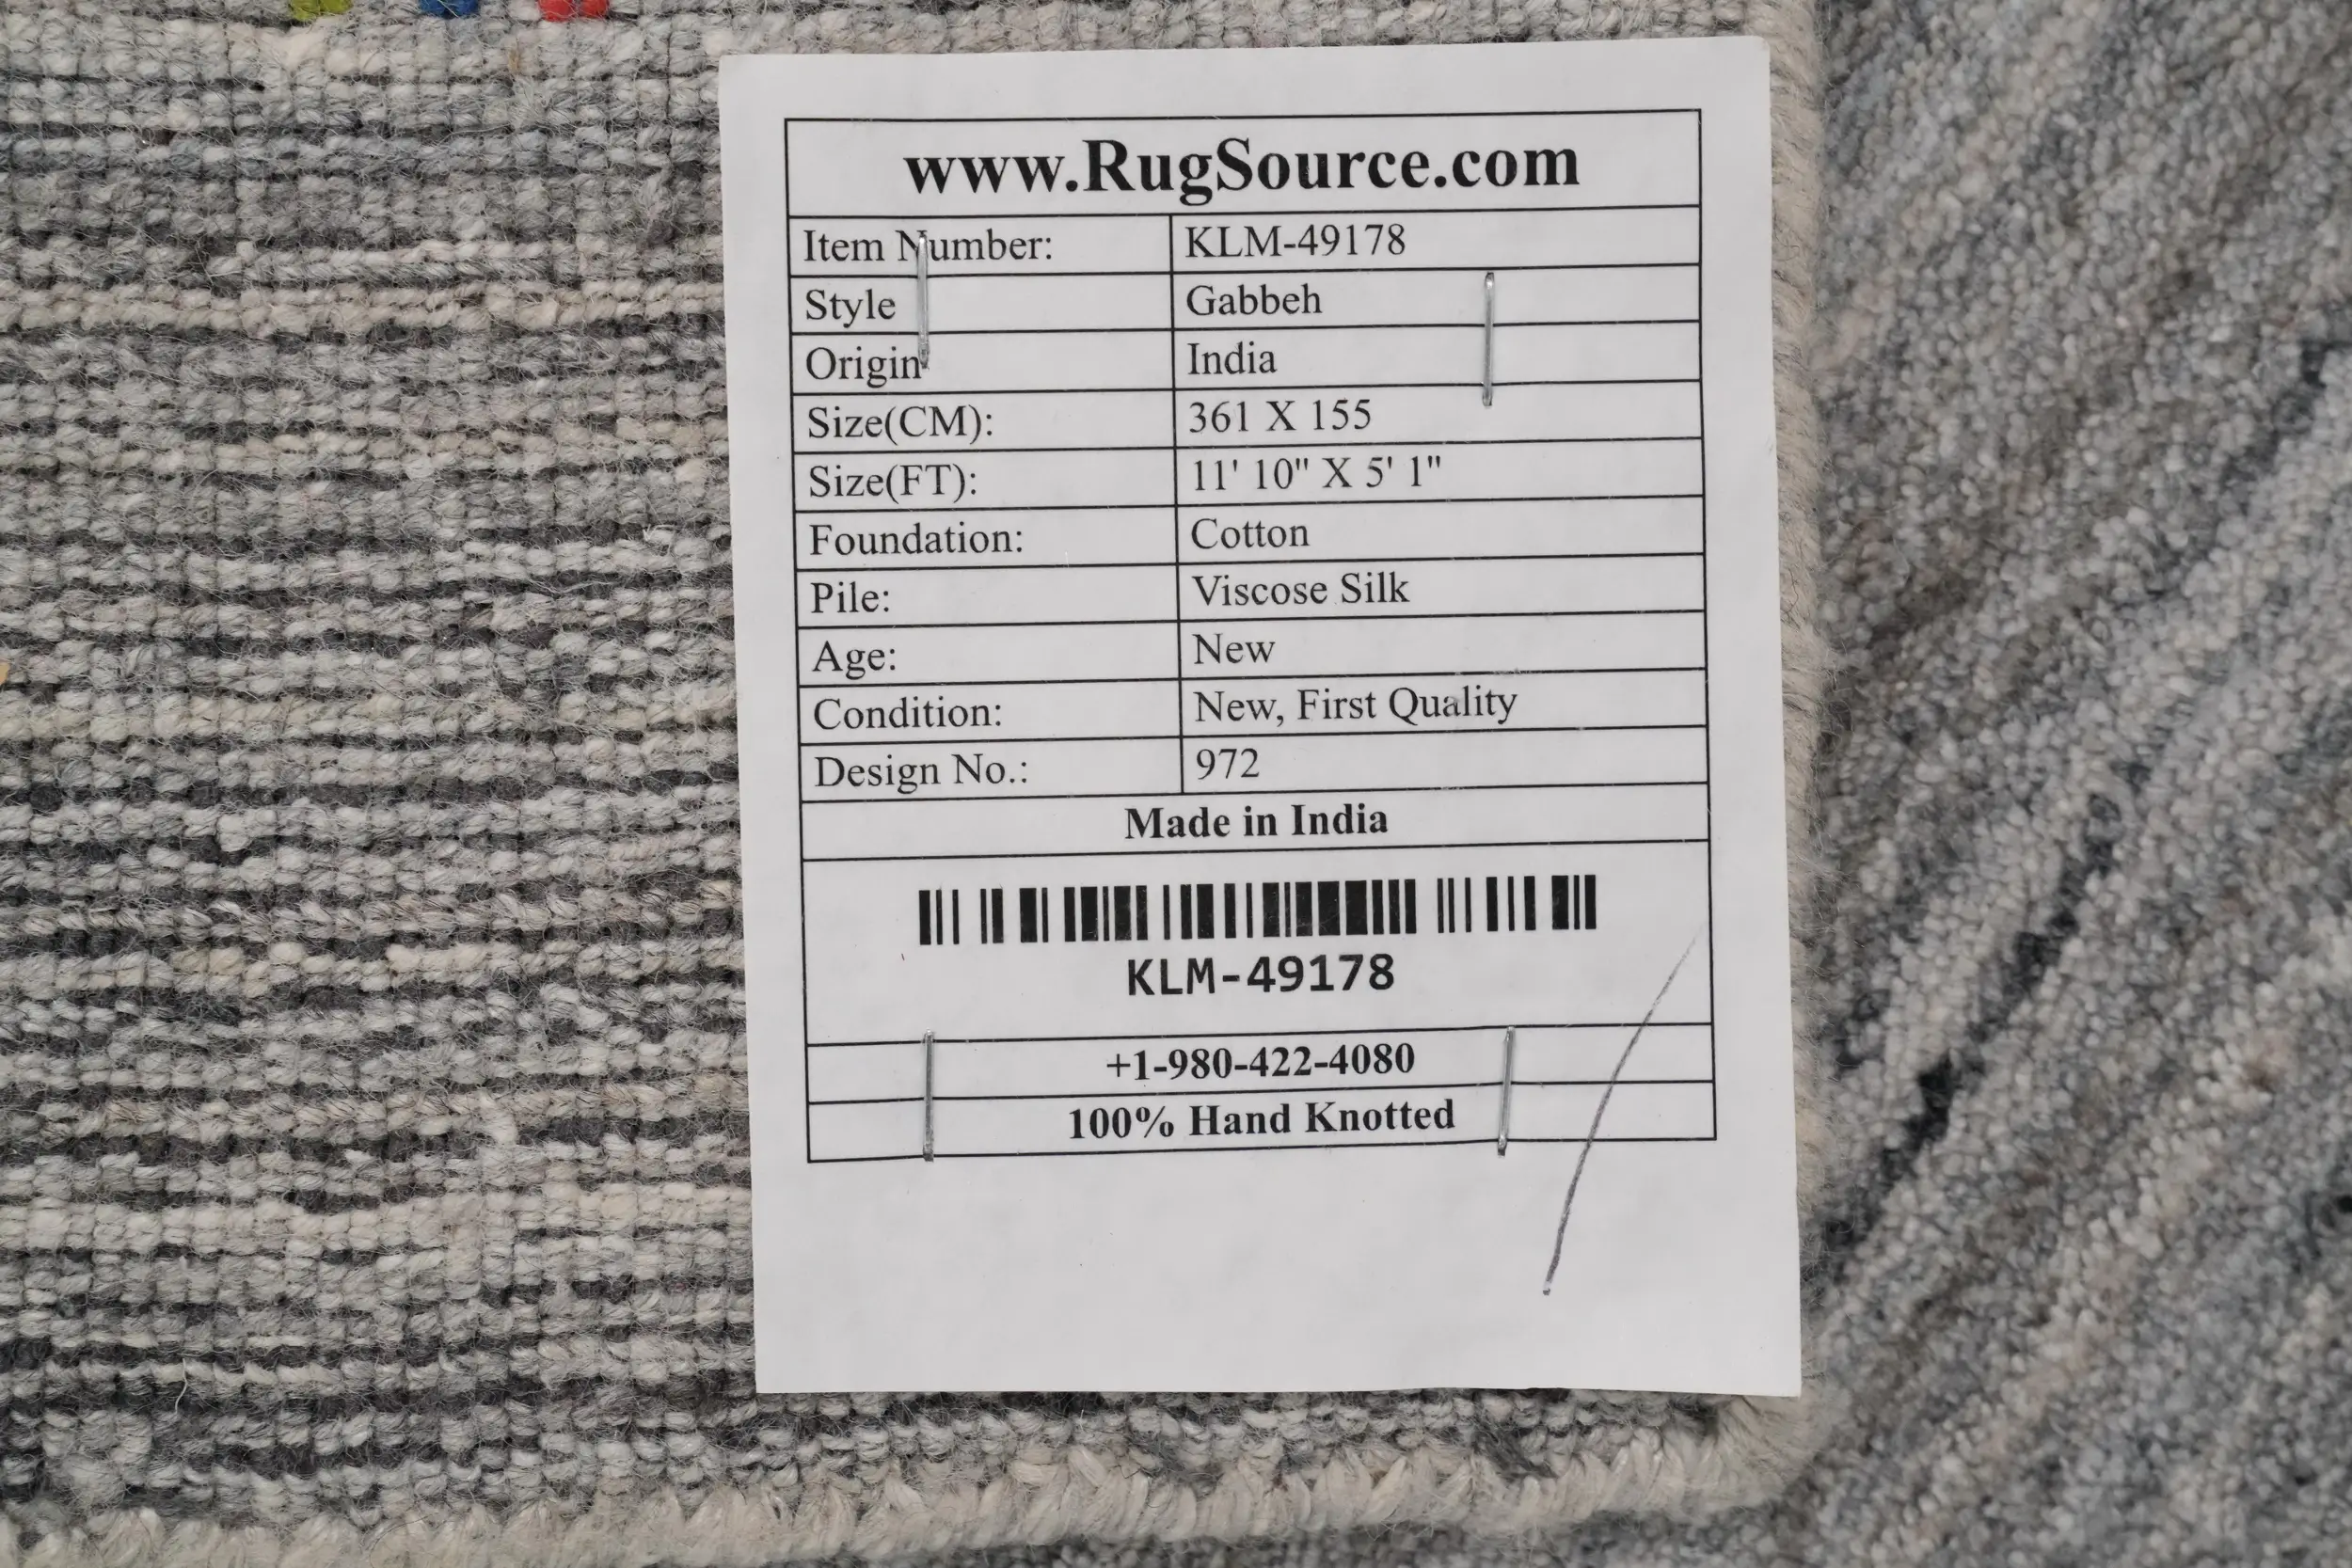 www.RugSource.com
Item Number: KLM-49178
Style Gabbeh
Origin India
Size(CM): 361 X 155
Size(FT): 11' 10" X 5' 1"
Foundation: Cotton
Pile: Viscose Silk
Age: New
Condition: New, First Quality
Design No.: 972
Made in India
KLM-49178
+1-980-422-4080
100% Hand Knotted